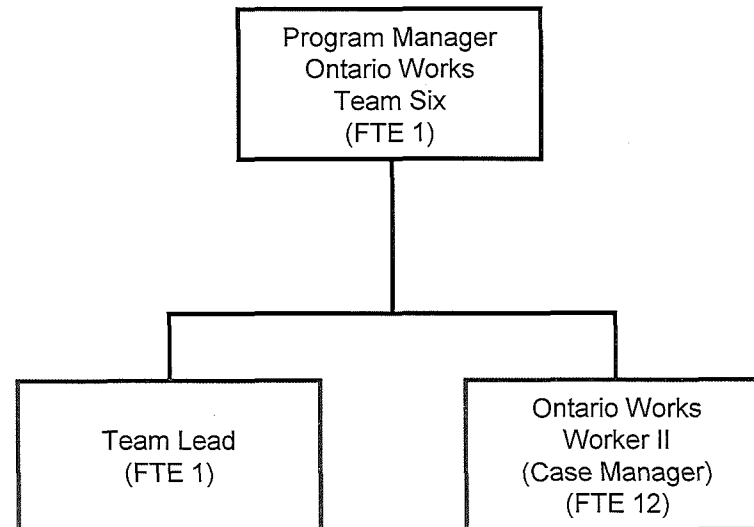 Program Manager
Ontario Works
Team Six
(FTE 1)
Team Lead
(FTE 1)
Ontario Works
Worker II
(Case Manager)
(FTE 12)